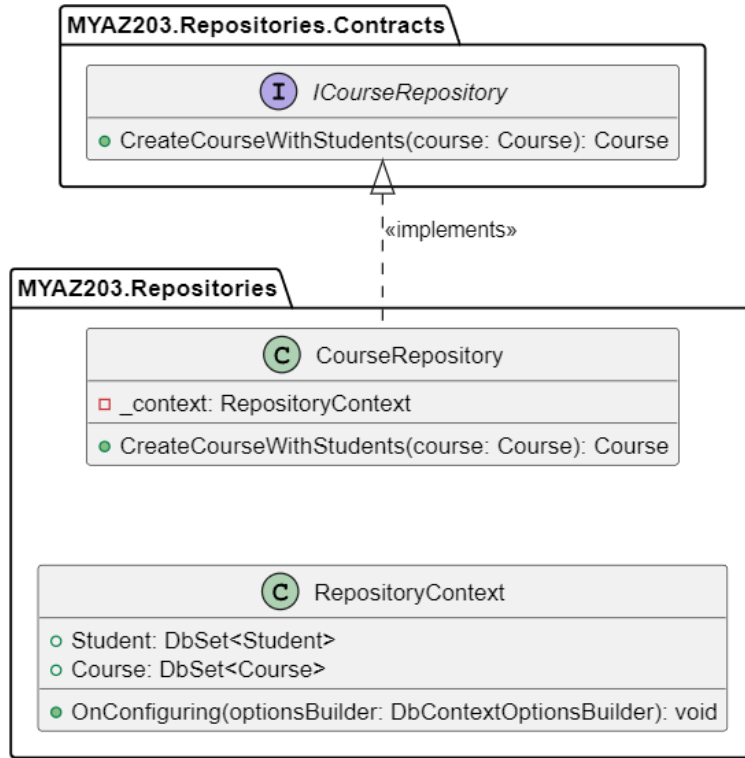 MYAZ203.Repositories.Contracts
I ICourseRepository
CreateCourseWithStudents(course: Course): Course
«implements»
MYAZ203.Repositories
C CourseRepository
_context: RepositoryContext
CreateCourseWithStudents(course: Course): Course
C RepositoryContext
Student: DbSet<Student>
Course: DbSet<Course>
OnConfiguring(optionsBuilder: DbContextOptionsBuilder): void